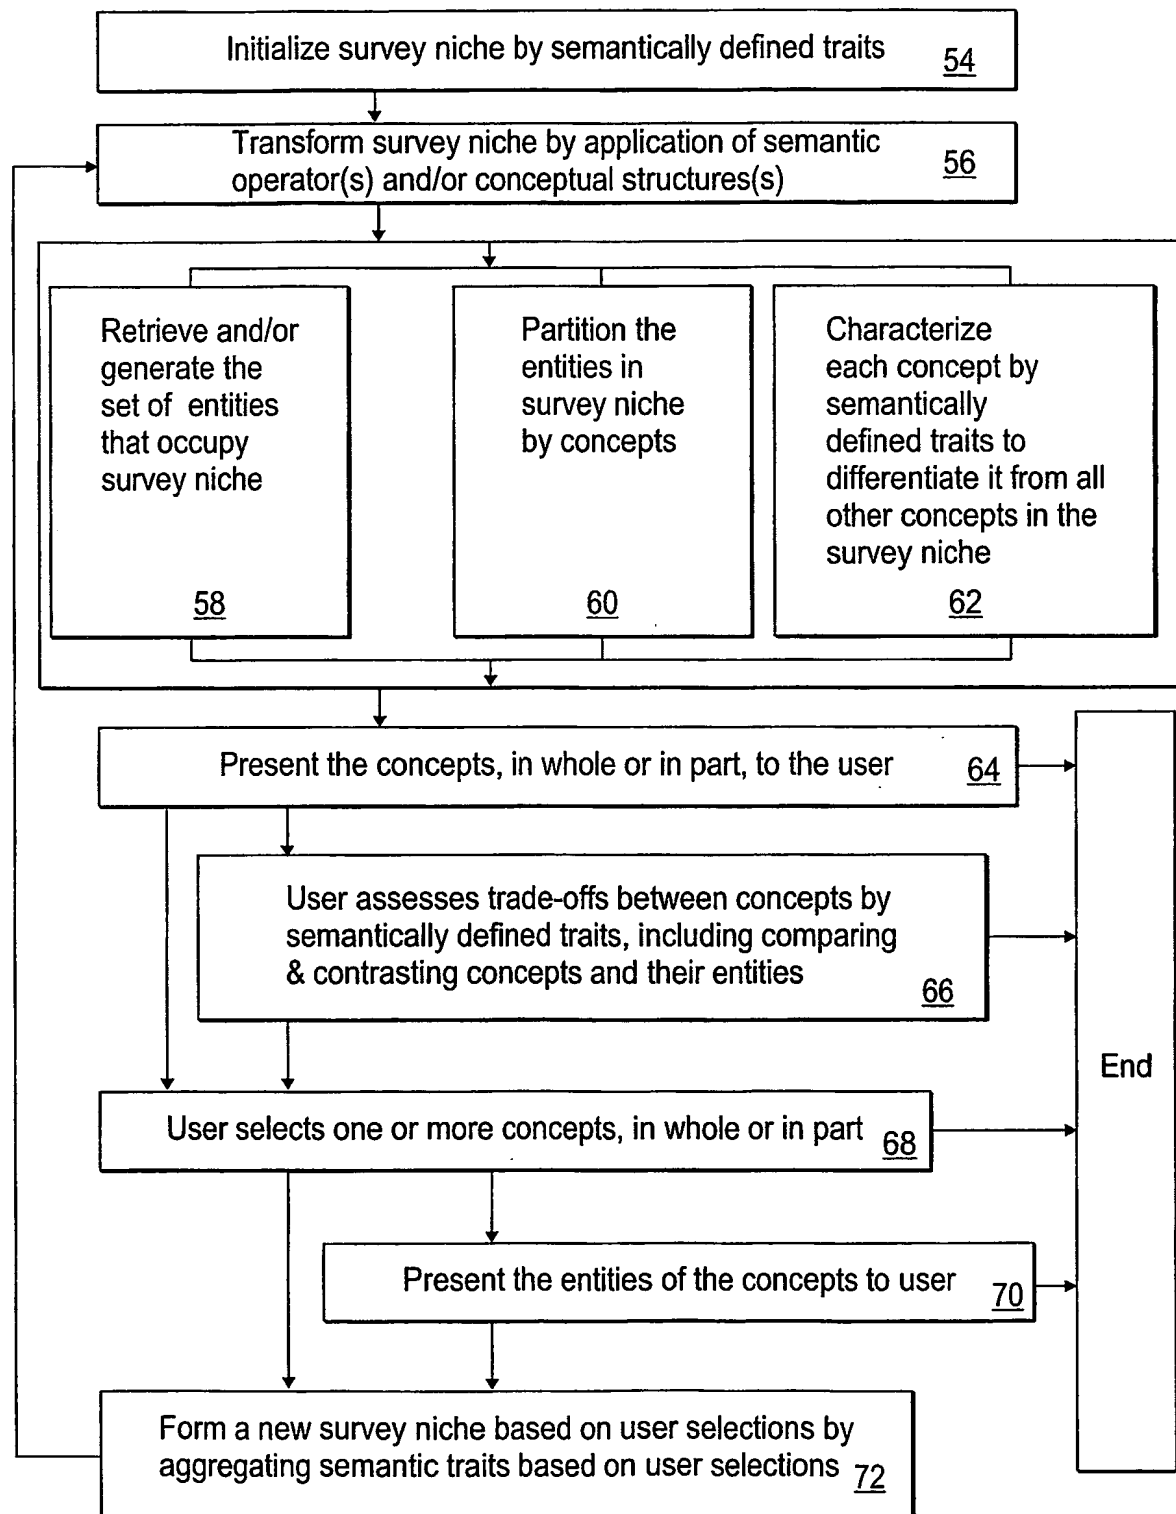 Initialize survey niche by semantically defined traits
54
Transform survey niche by application of semantic
operator(s) and/or conceptual structures(s)
56
Retrieve and/or
generate the
set of entities
that occupy
survey niche
58
Partition the
entities in
survey niche
by concepts
60
Characterize
each concept by
semantically
defined traits to
differentiate it from all
other concepts in the
survey niche
62
Present the concepts, in whole or in part, to the user
64
User assesses trade-offs between concepts by
semantically defined traits, including comparing
& contrasting concepts and their entities
66
End
User selects one or more concepts, in whole or in part
68
Present the entities of the concepts to user
70
Form a new survey niche based on user selections by
aggregating semantic traits based on user selections
72